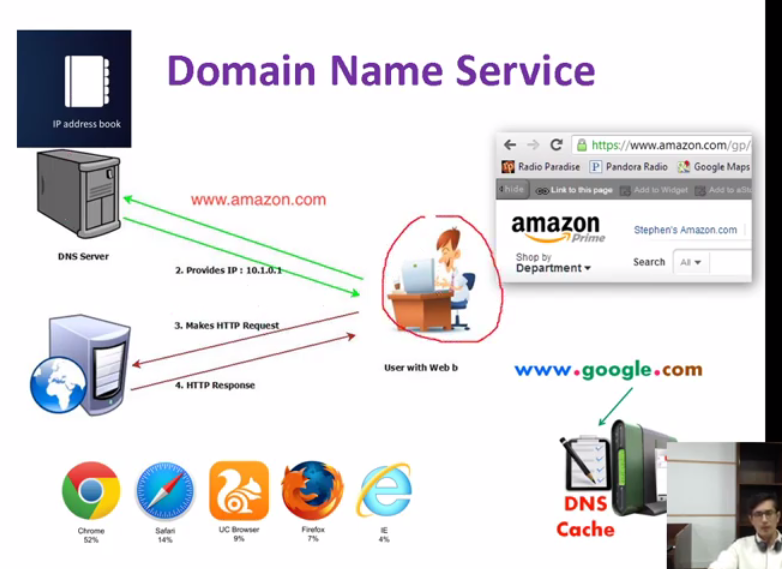 Domain Name Service
IP address book
https://www.amazon.com/gp/
Radio Paradise
Pandora Radio
Google Maps
hide
Link to this page
Add to Widget
Add to aSto
amazon
Prime
Stephen's Amazon.com
Shop by
Department
Search
All
www.amazon.com
DNS Server
2. Provides IP : 10.1.0.1
3. Makes HTTP Request
4. HTTP Response
User with Web b
www.google.com
DNS
Cache
Chrome
52%
Safari
14%
UC Browser
9%
Firefox
7%
IE
4%